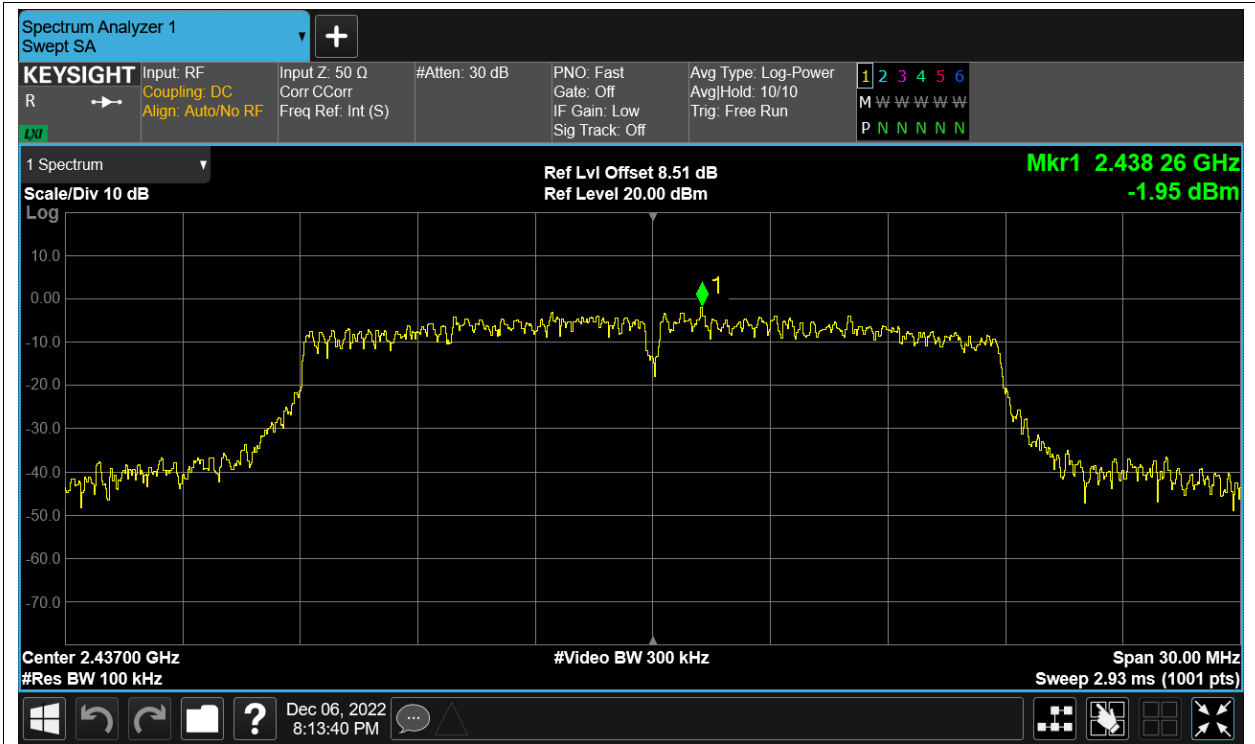 Spectrum Analyzer 1
Swept SA
+
KEYSIGHT
R
LXI
Input: RF
Coupling: DC
Align: Auto/No RF
Input Z: 50 Ω
Corr CCorr
Freq Ref: Int (S)
#Atten: 30 dB
PNO: Fast
Gate: Off
IF Gain: Low
Sig Track: Off
Avg Type: Log-Power
Avg|Hold: 10/10
Trig: Free Run
1 2 3 4 5 6
M W W W W W W
P N N N N N N
1 Spectrum
Scale/Div 10 dB
Log
Ref Lvl Offset 8.51 dB
Ref Level 20.00 dBm
Mkr1 2.438 26 GHz
-1.95 dBm
10.0
0.00
-10.0
-20.0
-30.0
-40.0
-50.0
-60.0
-70.0
1
Center 2.43700 GHz
#Res BW 100 kHz
#Video BW 300 kHz
Span 30.00 MHz
Sweep 2.93 ms (1001 pts)
?
Dec 06, 2022
8:13:40 PM